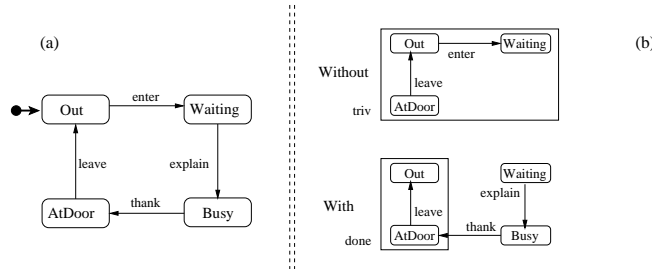 (a)
Out
enter
Waiting
leave
explain
AtDoor
thank
Busy
(b)
Out
enter
Waiting
Without
leave
triv
AtDoor
Out
Waiting
explain
With
leave
thank
done
AtDoor
Busy